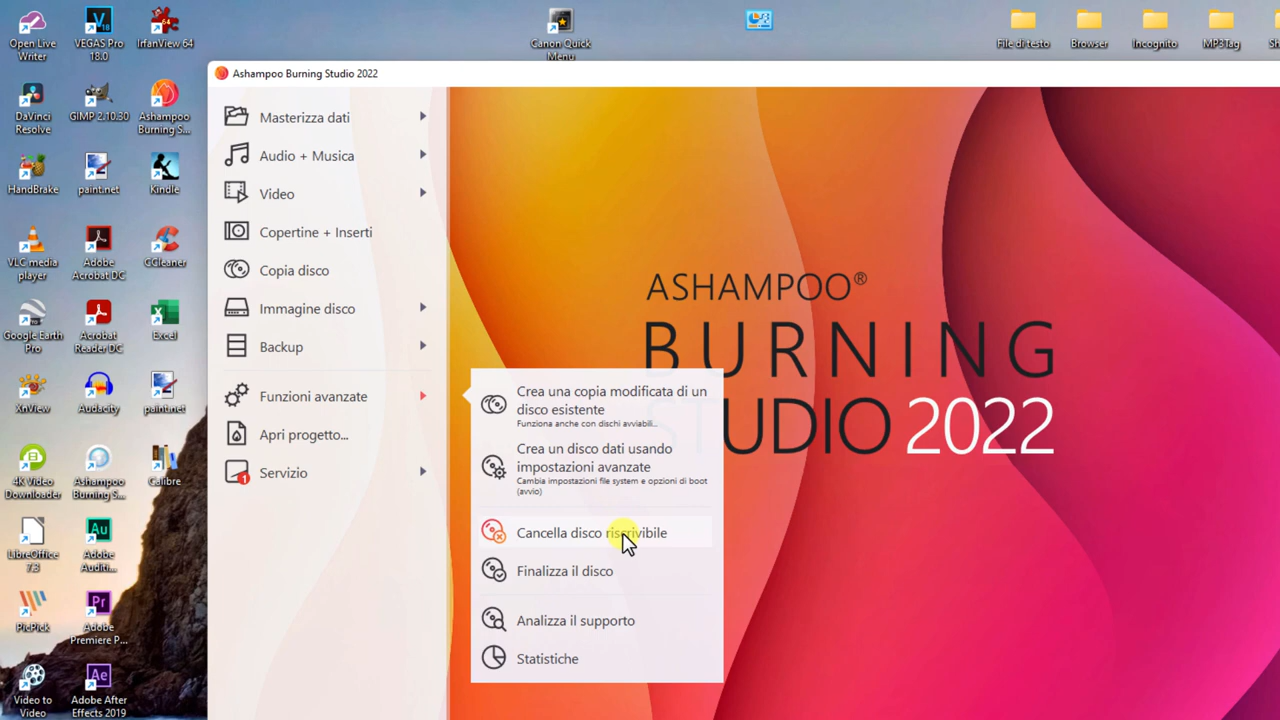 Open Live
Writer
VEGAS Pro
18.0
IrfanView 64
Canon Quick
Menu
File di testo
Browser
Incognito
MP3Tag
Ashampoo Burning Studio 2022
DaVinci
Resolve
GIMP 2.10.30
Ashampoo
Burning S...
HandBrake
paint.net
Kindle
VLC media
player
Adobe
Acrobat DC
CCleaner
Google Earth
Pro
Acrobat
Reader DC
Excel
XnView
Audacity
paint.net
4K Video
Downloader
Ashampoo
Burning S...
Calibre
LibreOffice
7.3
Adobe
Auditi...
PicPick
Adobe
Premiere P...
Video to
Video
Adobe After
Effects 2019
Masterizza dati
Audio + Musica
Video
Copertine + Inserti
Copia disco
Immagine disco
Backup
Funzioni avanzate
Apri progetto...
Servizio
1
Crea una copia modificata di un
disco esistente
Funziona anche con dischi avviabili...
Crea un disco dati usando
impostazioni avanzate
Cambia impostazioni file system e opzioni di boot
(avvio)
Cancella disco riscrivibile
Finalizza il disco
Analizza il supporto
Statistiche
ASHAMPOO®
BURNING
STUDIO 2022